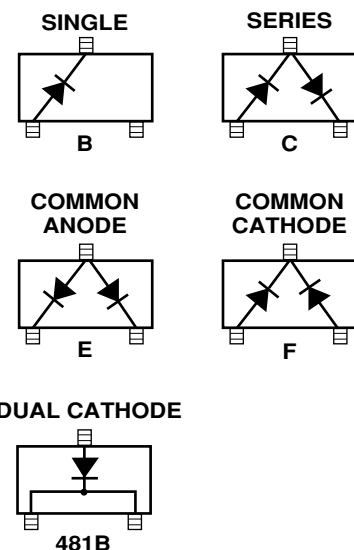 SINGLE
SERIES
B
C
COMMON
ANODE
COMMON
CATHODE
E
F
DUAL CATHODE
481B